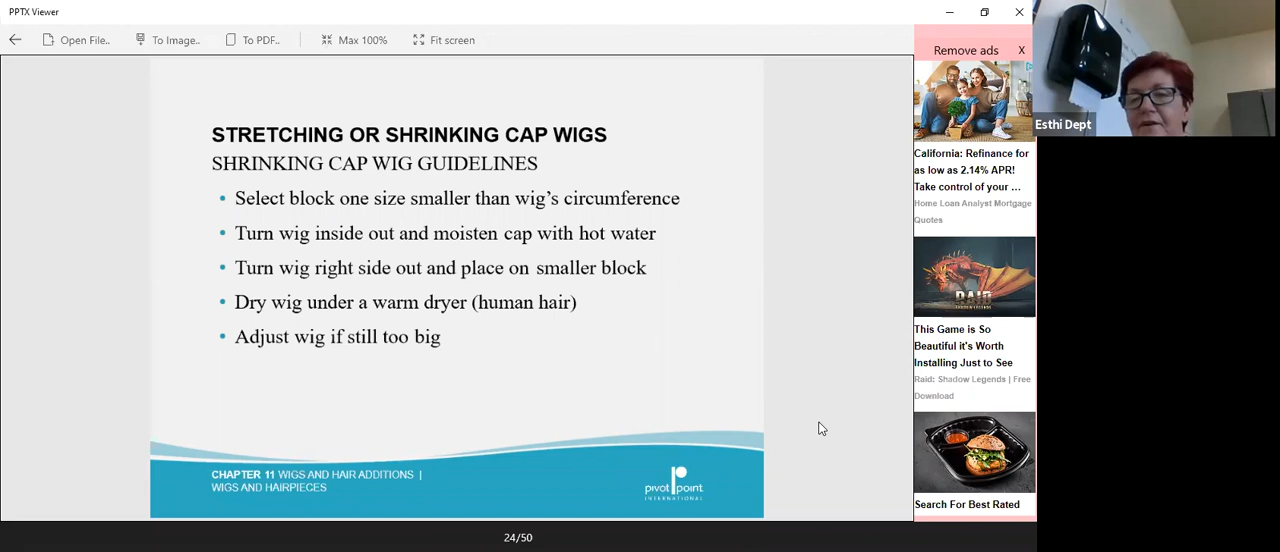 PPTX Viewer
Open File..
To Image..
To PDF..
Max 100%
Fit screen
Remove ads X
STRETCHING OR SHRINKING CAP WIGS
SHRINKING CAP WIG GUIDELINES
• Select block one size smaller than wig's circumference
• Turn wig inside out and moisten cap with hot water
• Turn wig right side out and place on smaller block
• Dry wig under a warm dryer (human hair)
• Adjust wig if still too big
CHAPTER 11 WIGS AND HAIR ADDITIONS |
WIGS AND HAIRPIECES
pivot point
INTERNATIONAL
24/50
California: Refinance for
as low as 2.14% APR!
Take control of your ...
Home Loan Analyst Mortgage
Quotes
RAID
SHADOW LEGENDS
This Game is So
Beautiful it's Worth
Installing Just to See
Raid: Shadow Legends | Free
Download
Search For Best Rated
Esthi Dept